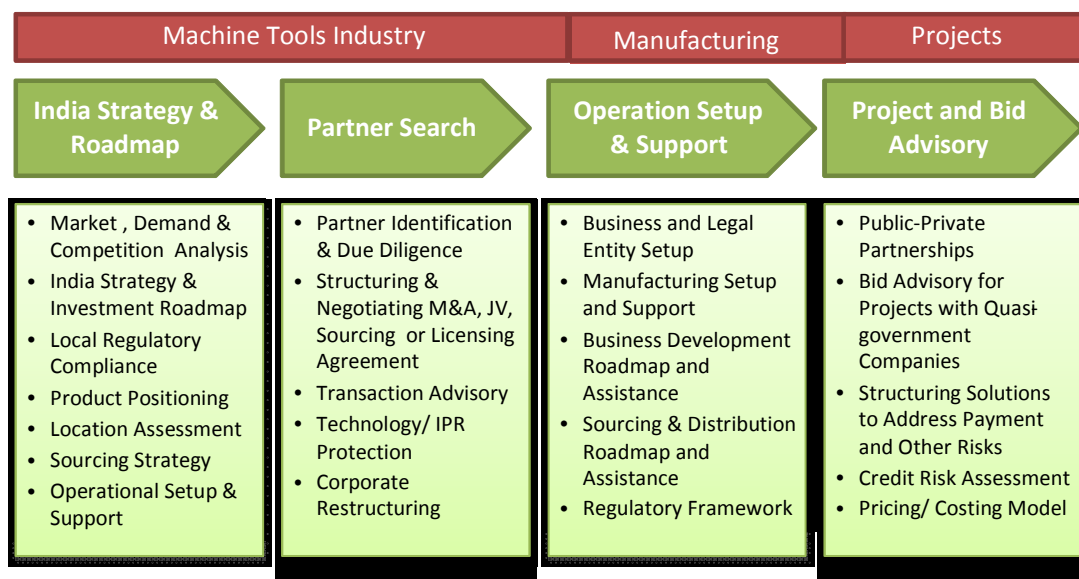 Machine Tools Industry
Manufacturing
Projects
India Strategy &
Roadmap
Partner Search
Operation Setup
& Support
Project and Bid
Advisory
• Market , Demand &
Competition Analysis
• India Strategy &
Investment Roadmap
• Local Regulatory
Compliance
• Product Positioning
• Location Assessment
• Sourcing Strategy
• Operational Setup &
Support
• Partner Identification
& Due Diligence
• Structuring &
Negotiating M&A, JV,
Sourcing or Licensing
Agreement
• Transaction Advisory
• Technology/ IPR
Protection
• Corporate
Restructuring
• Business and Legal
Entity Setup
• Manufacturing Setup
and Support
• Business Development
Roadmap and
Assistance
• Sourcing & Distribution
Roadmap and
Assistance
• Regulatory Framework
• Public-Private
Partnerships
• Bid Advisory for
Projects with Quasi-
government
Companies
• Structuring Solutions
to Address Payment
and Other Risks
• Credit Risk Assessment
• Pricing/ Costing Model